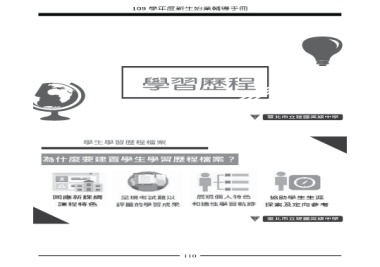 109 學年度新生始業輔導手冊
學習歷程
臺北市立建國高級中學
學生學習歷程檔案
為什麼要建置學生學習歷程檔案？
因應新課綱
課程特色
呈現考試難以
評量的學習成果
展現個人特色
和適性學習軌跡
協助學生生涯
探索及定向參考
臺北市立建國高級中學
110